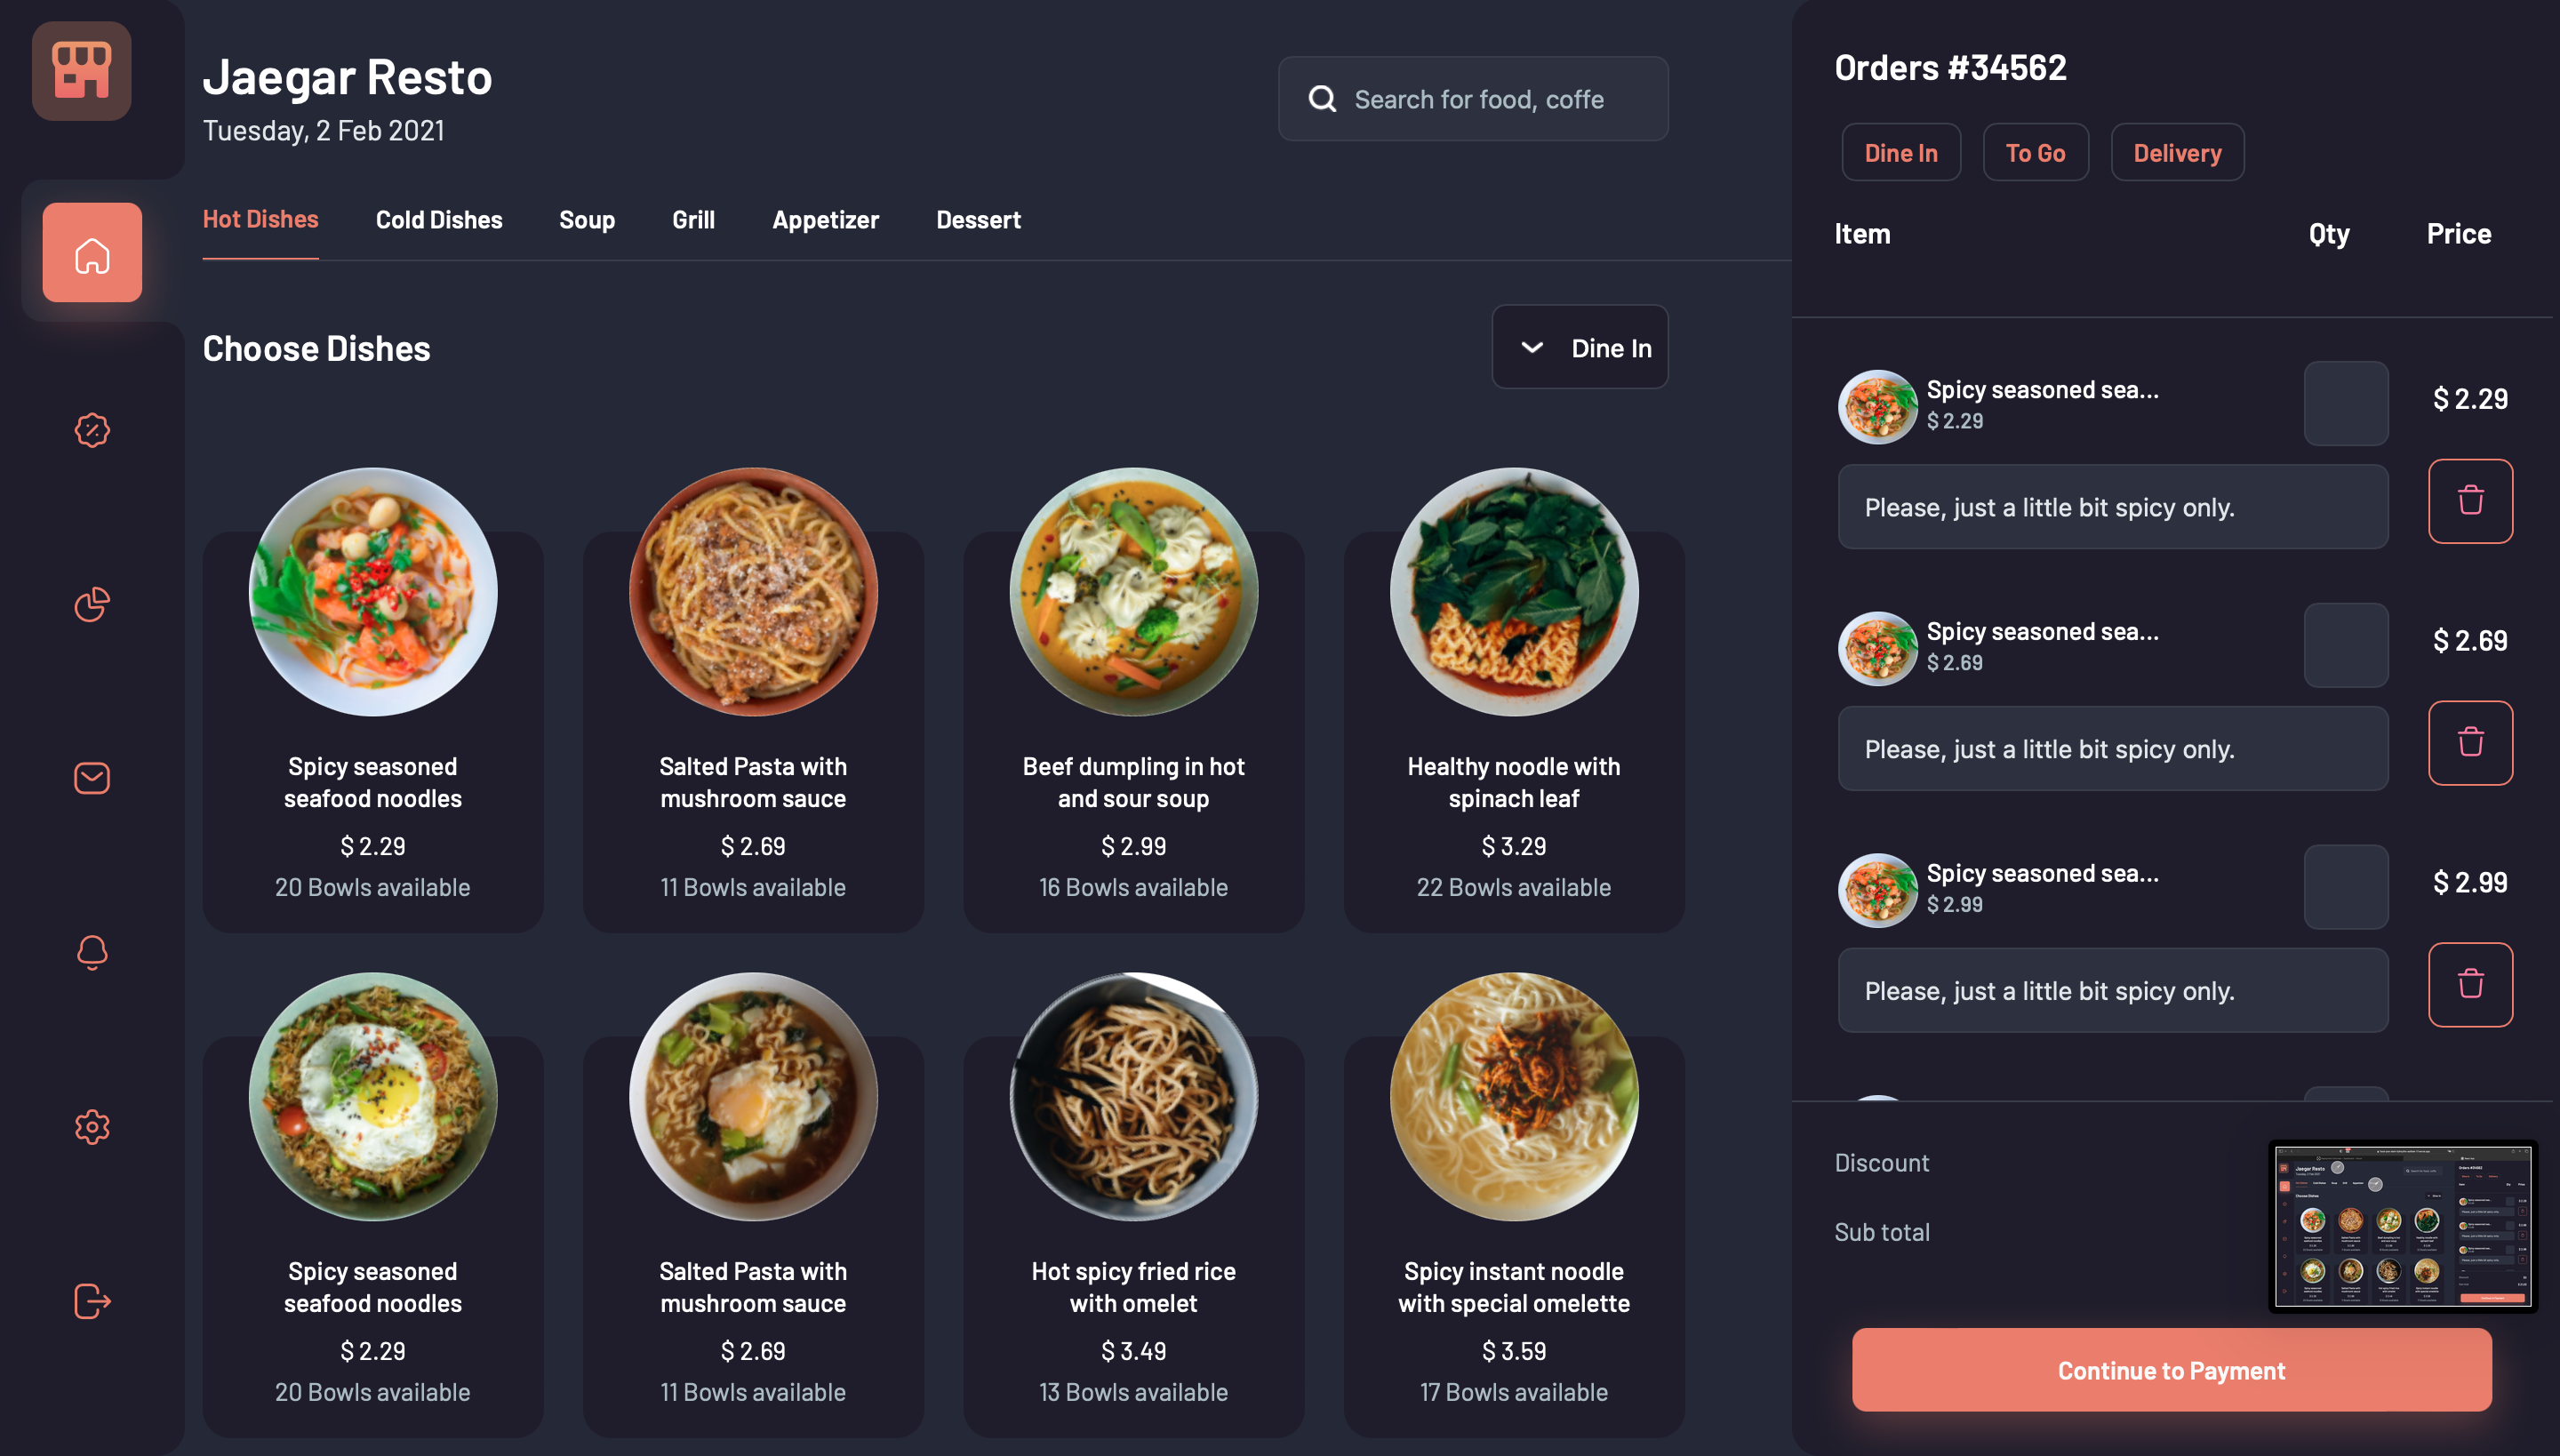 Jaegar Resto
Tuesday, 2 Feb 2021
Search for food, coffe
Hot Dishes
Cold Dishes
Soup
Grill
Appetizer
Dessert
Choose Dishes
Dine In
Spicy seasoned
seafood noodles
$ 2.29
20 Bowls available
Salted Pasta with
mushroom sauce
$ 2.69
11 Bowls available
Beef dumpling in hot
and sour soup
$ 2.99
16 Bowls available
Healthy noodle with
spinach leaf
$ 3.29
22 Bowls available
Spicy seasoned
seafood noodles
$ 2.29
20 Bowls available
Salted Pasta with
mushroom sauce
$ 2.69
11 Bowls available
Hot spicy fried rice
with omelet
$ 3.49
13 Bowls available
Spicy instant noodle
with special omelette
$ 3.59
17 Bowls available
Orders #34562
Dine In
To Go
Delivery
Item
Qty
Price
Spicy seasoned sea...
$ 2.29
$ 2.29
Please, just a little bit spicy only.
Spicy seasoned sea...
$ 2.69
$ 2.69
Please, just a little bit spicy only.
Spicy seasoned sea...
$ 2.99
$ 2.99
Please, just a little bit spicy only.
Discount
Sub total
Jaegar Resto
Continue to Payment